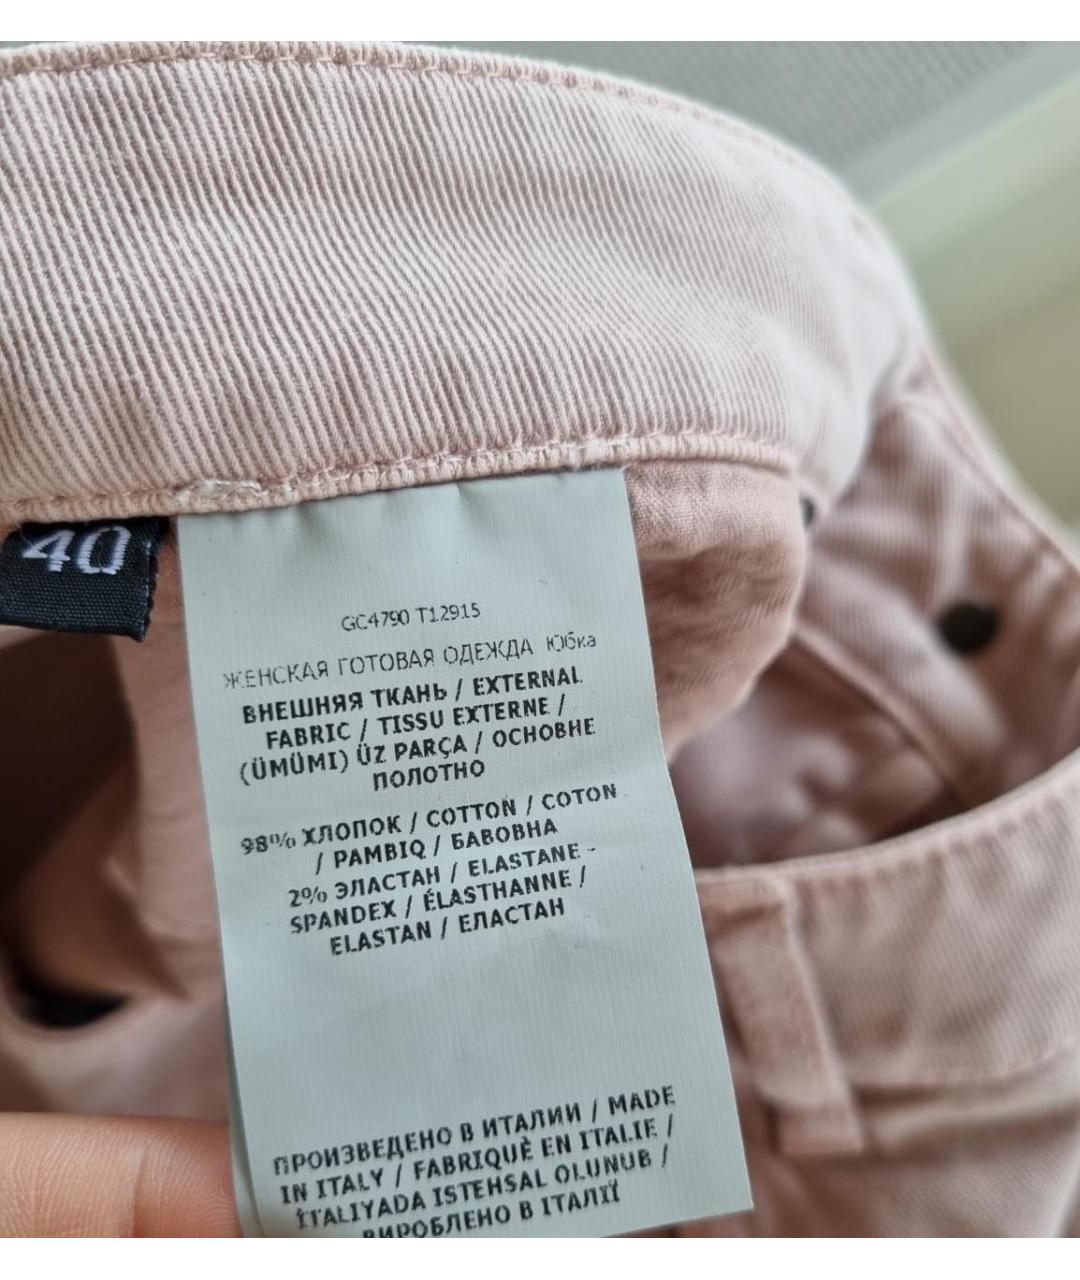 40
GC4790 T12915
ЖЕНСКАЯ ГОТОВАЯ ОДЕЖДА Юбка
ВНЕШНЯЯ ТКАНЬ / EXTERNAL
FABRIC / TISSU EXTERNE /
(ÜMÜMI) ÜZ PARÇA / ОСНОВНЕ
ПОЛОТНО
98% ХЛОПОК / COTTON / COTON
/ PAMBIQ / БАВОВНА
2% ЭЛАСТАН / ELASTANE -
SPANDEX / ÉLASTHANNE /
ELASTAN / ЕЛАСТАН
ПРОИЗВЕДЕНО В ИТАЛИИ / MADE
IN ITALY / FABRIQUÈ EN ITALIE /
İTALIYADA ISTEHSAL OLUNUB /
ВИРОБЛЕНО В ІТАЛІЇ